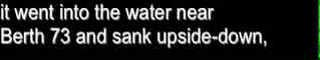 it went into the water near
Berth 73 and sank upside-down,